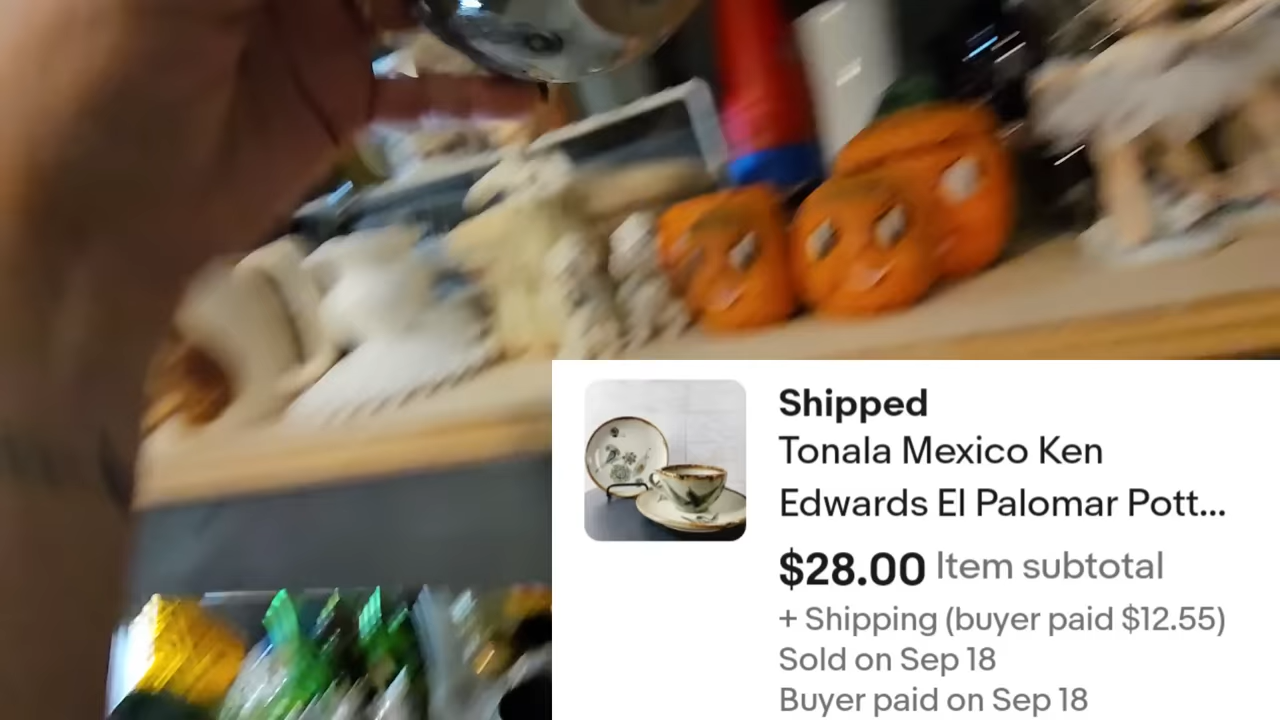 Shipped
Tonala Mexico Ken
Edwards El Palomar Pott...
$28.00 Item subtotal
+ Shipping (buyer paid $12.55)
Sold on Sep 18
Buyer paid on Sep 18